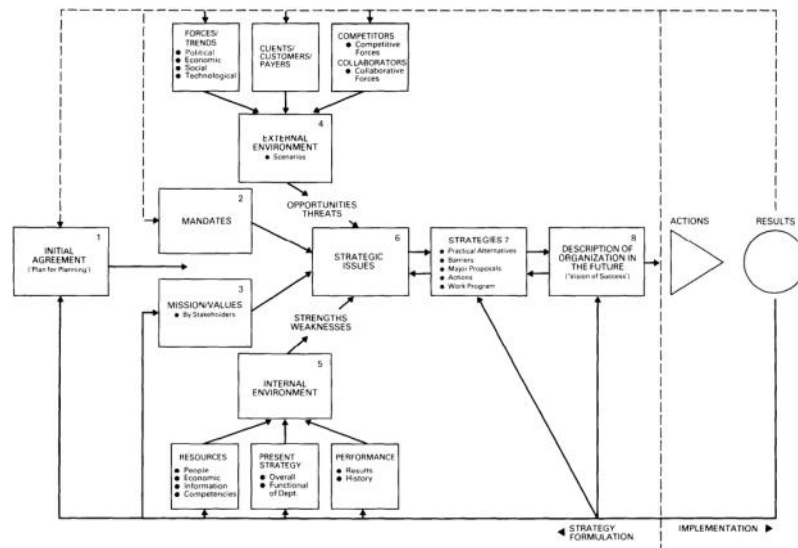 FORCES/
TRENDS
● Political
● Economic
● Social
● Technological
CLIENTS/
CUSTOMERS/
PAYERS
COMPETITORS
● Competitive
Forces
COLLABORATORS
● Collaborative
Forces
4
EXTERNAL
ENVIRONMENT
● Scenarios
OPPORTUNITIES
THREATS
2
MANDATES
1
INITIAL
AGREEMENT
('Plan for Planning')
3
MISSION/VALUES
● By Stakeholders
6
STRATEGIC
ISSUES
STRATEGIES 7
● Practical Alternatives
● Barriers
● Major Proposals
● Actions
● Work Program
8
DESCRIPTION OF
ORGANIZATION IN
THE FUTURE
('Vision of Success')
ACTIONS
RESULTS
STRENGTHS
WEAKNESSES
5
INTERNAL
ENVIRONMENT
RESOURCES
● People
● Economic
● Information
● Competencies
PRESENT
STRATEGY
● Overall
● Functional
of Dept.
PERFORMANCE
● Results
● History
◀ STRATEGY
FORMULATION
IMPLEMENTATION ▶